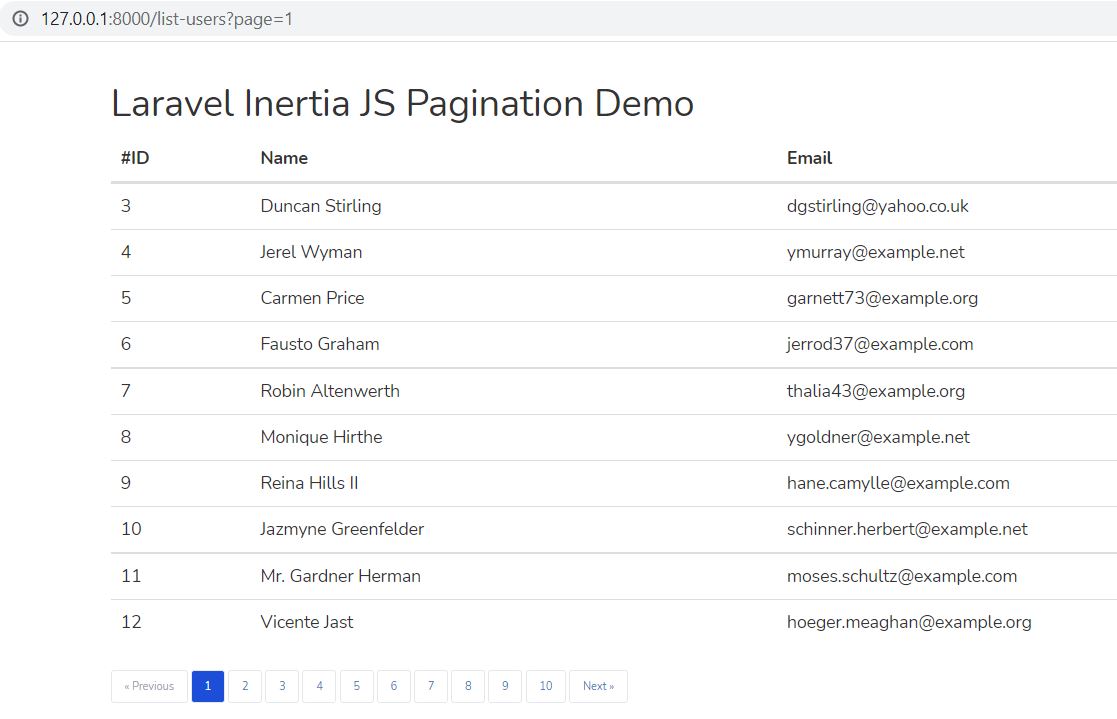 127.0.0.1:8000/list-users?page=1
Laravel Inertia JS Pagination Demo
#ID Name Email
3 Duncan Stirling dgstirling@yahoo.co.uk
4 Jerel Wyman ymurray@example.net
5 Carmen Price garnett73@example.org
6 Fausto Graham jerrod37@example.com
7 Robin Altenwerth thalia43@example.org
8 Monique Hirthe ygoldner@example.net
9 Reina Hills II hane.camylle@example.com
10 Jazmyne Greenfelder schinner.herbert@example.net
11 Mr. Gardner Herman moses.schultz@example.com
12 Vicente Jast hoeger.meaghan@example.org
« Previous 1 2 3 4 5 6 7 8 9 10 Next »